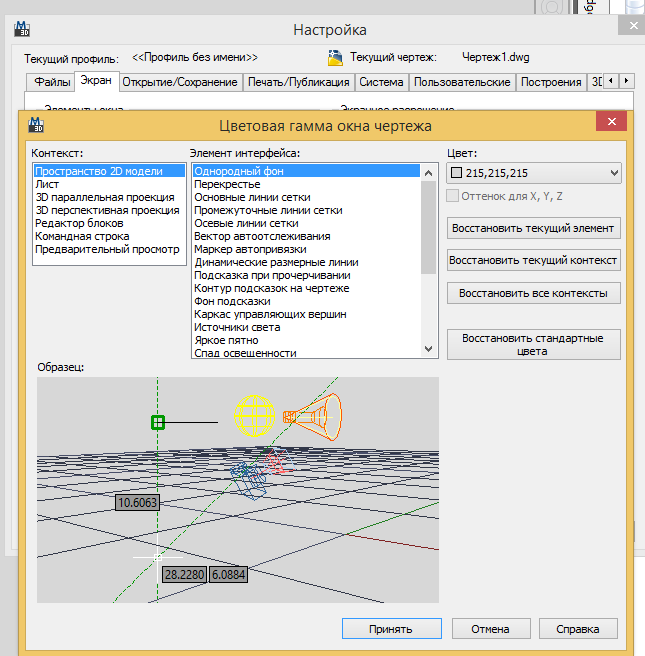 Настройка
Текущий профиль: <<Профиль без имени>> Текущий чертеж: Чертеж1.dwg
Файлы Экран Открытие/Сохранение Печать/Публикация Система Пользовательские Построения 3D
Элементы окна Экранное разрешение
Цветовая гамма окна чертежа
Контекст:
Пространство 2D модели
Лист
3D параллельная проекция
3D перспективная проекция
Редактор блоков
Командная строка
Предварительный просмотр
Элемент интерфейса:
Однородный фон
Перекрестье
Основные линии сетки
Промежуточные линии сетки
Осевые линии сетки
Вектор автоотслеживания
Маркер автопривязки
Динамические размерные линии
Подсказка при прочерчивании
Контур подсказок на чертеже
Фон подсказки
Каркас управляющих вершин
Источники света
Яркое пятно
Спад освещенности
Цвет:
215,215,215
Оттенок для X, Y, Z
Восстановить текущий элемент
Восстановить текущий контекст
Восстановить все контексты
Восстановить стандартные
цвета
Образец:
10.6063
28.2280 6.0884
Принять Отмена Справка